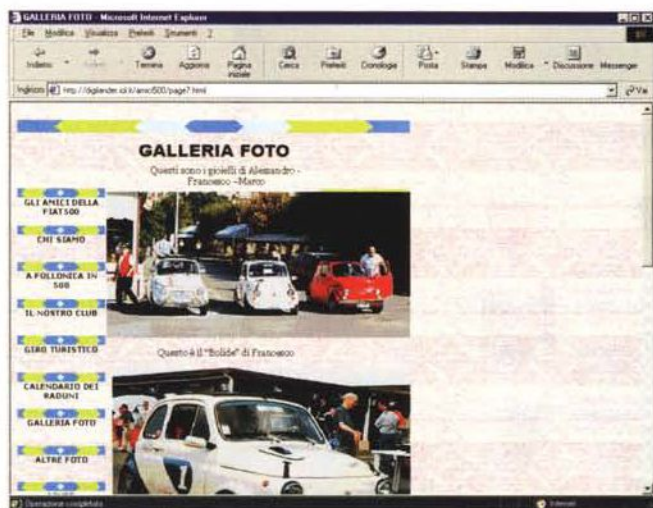 GALLERIA FOTO - Microsoft Internet Explorer
File Modifica Visualizza Preferiti Strumenti ?
Indietro Termina Aggiorna Pagina iniziale Cerca Preferiti Cronologia Posta Stampa Modifica Discussione Messenger
Indirizzo http://digilander.iol.it/amici500/page7.html Vai
GALLERIA FOTO
Questi sono i gioielli di Alessandro -
Francesco -Marco
GLI AMICI DELLA
FIAT500
CHI SIAMO
A FOLLONICA IN
500
IL NOSTRO CLUB
GIRO TURISTICO
Questo è il "Bolide" di Francesco
CALENDARIO DEI
RADUNI
GALLERIA FOTO
ALTRE FOTO
1
Operazione completata
Internet